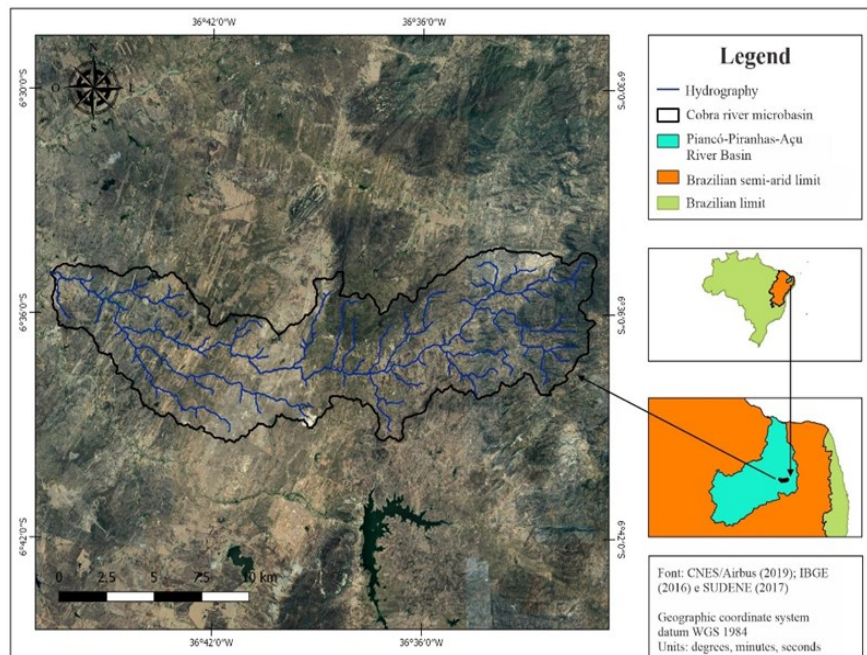 36°42'0"W 36°36'0"W
N
O L
S
6°30'0"S 6°30'0"S
6°36'0"S 6°36'0"S
6°42'0"S 6°42'0"S
0 2.5 5 7.5 10 km
36°42'0"W 36°36'0"W
Legend
Hydrography
Cobra river microbasin
Piancó-Piranhas-Açu
River Basin
Brazilian semi-arid limit
Brazilian limit
Font: CNES/Airbus (2019); IBGE
(2016) e SUDENE (2017)
Geographic coordinate system
datum WGS 1984
Units: degrees, minutes, seconds